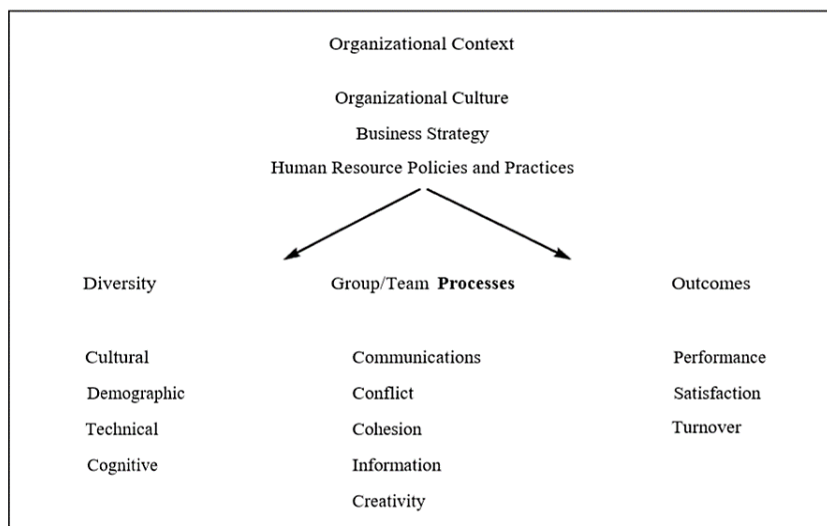 Organizational Context
Organizational Culture
Business Strategy
Human Resource Policies and Practices
Diversity
Group/Team Processes
Outcomes
Cultural
Communications
Performance
Demographic
Conflict
Satisfaction
Technical
Cohesion
Turnover
Cognitive
Information
Creativity